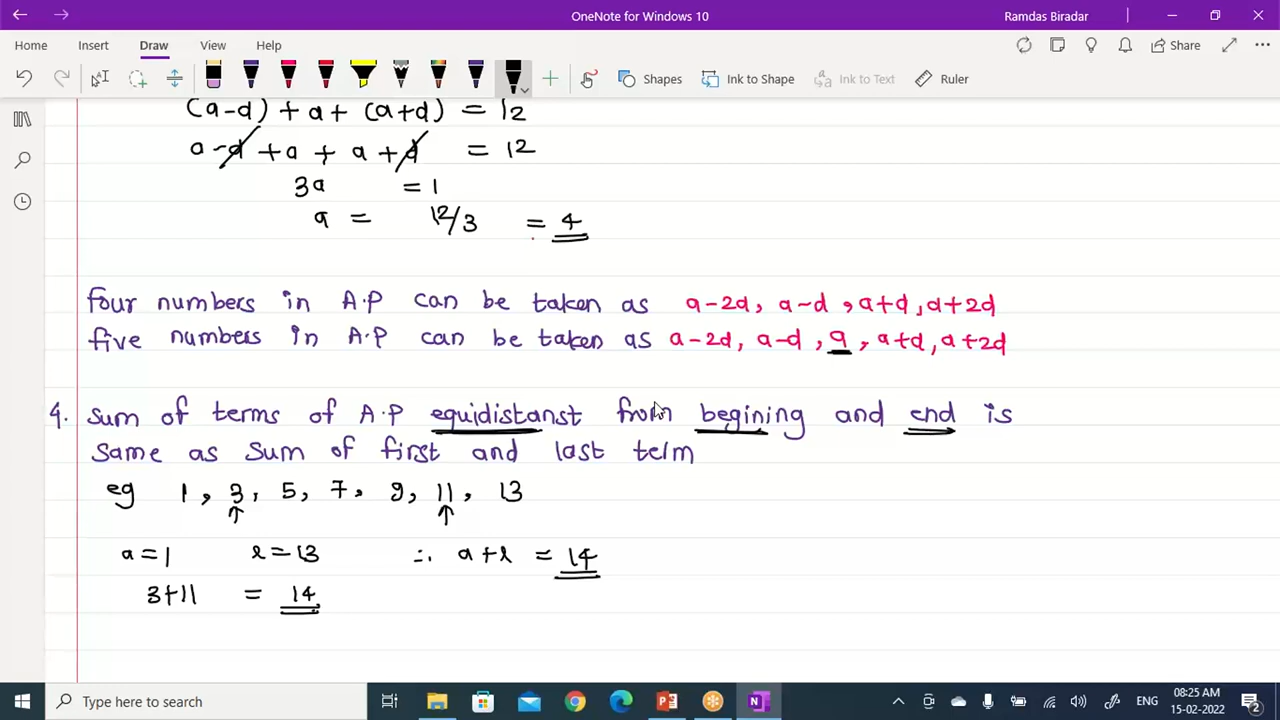 OneNote for Windows 10
Ramdas Biradar
Home Insert Draw View Help
Share
Shapes Ink to Shape Ink to Text Ruler
(a-d) + a + (a+d) = 12
a-d + a + a + d = 12
3a = 1
a = 12/3 = 4
four numbers in A.P can be taken as a-2d, a-d, a+d, a+2d
five numbers in A.P can be taken as a-2d, a-d, a, a+d, a+2d
4. Sum of terms of A.P equidistanst from begining and end is
Same as Sum of first and last term
eg 1, 3, 5, 7, 9, 11, 13
a=1 l=13 ∴ a+l = 14
3+11 = 14
Type here to search
ENG
08:25 AM
15-02-2022
2